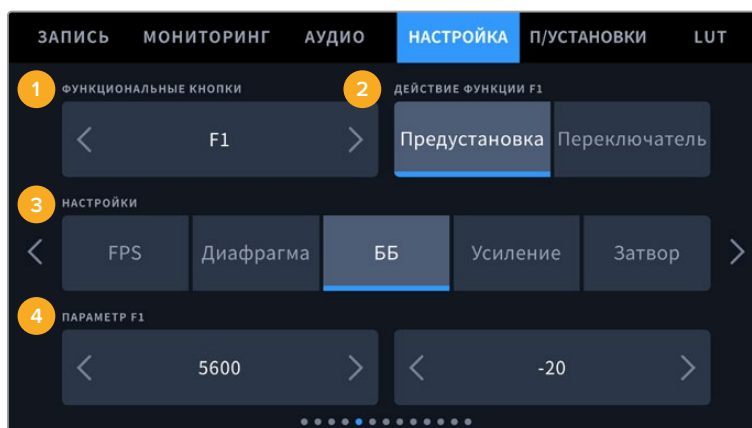 ЗАПИСЬ МОНИТОРИНГ АУДИО НАСТРОЙКА П/УСТАНОВКИ LUT
1 ФУНКЦИОНАЛЬНЫЕ КНОПКИ 2 ДЕЙСТВИЕ ФУНКЦИИ F1
F1 Предустановка Переключатель
3 НАСТРОЙКИ
FPS Диафрагма ББ Усиление Затвор
4 ПАРАМЕТР F1
5600 -20